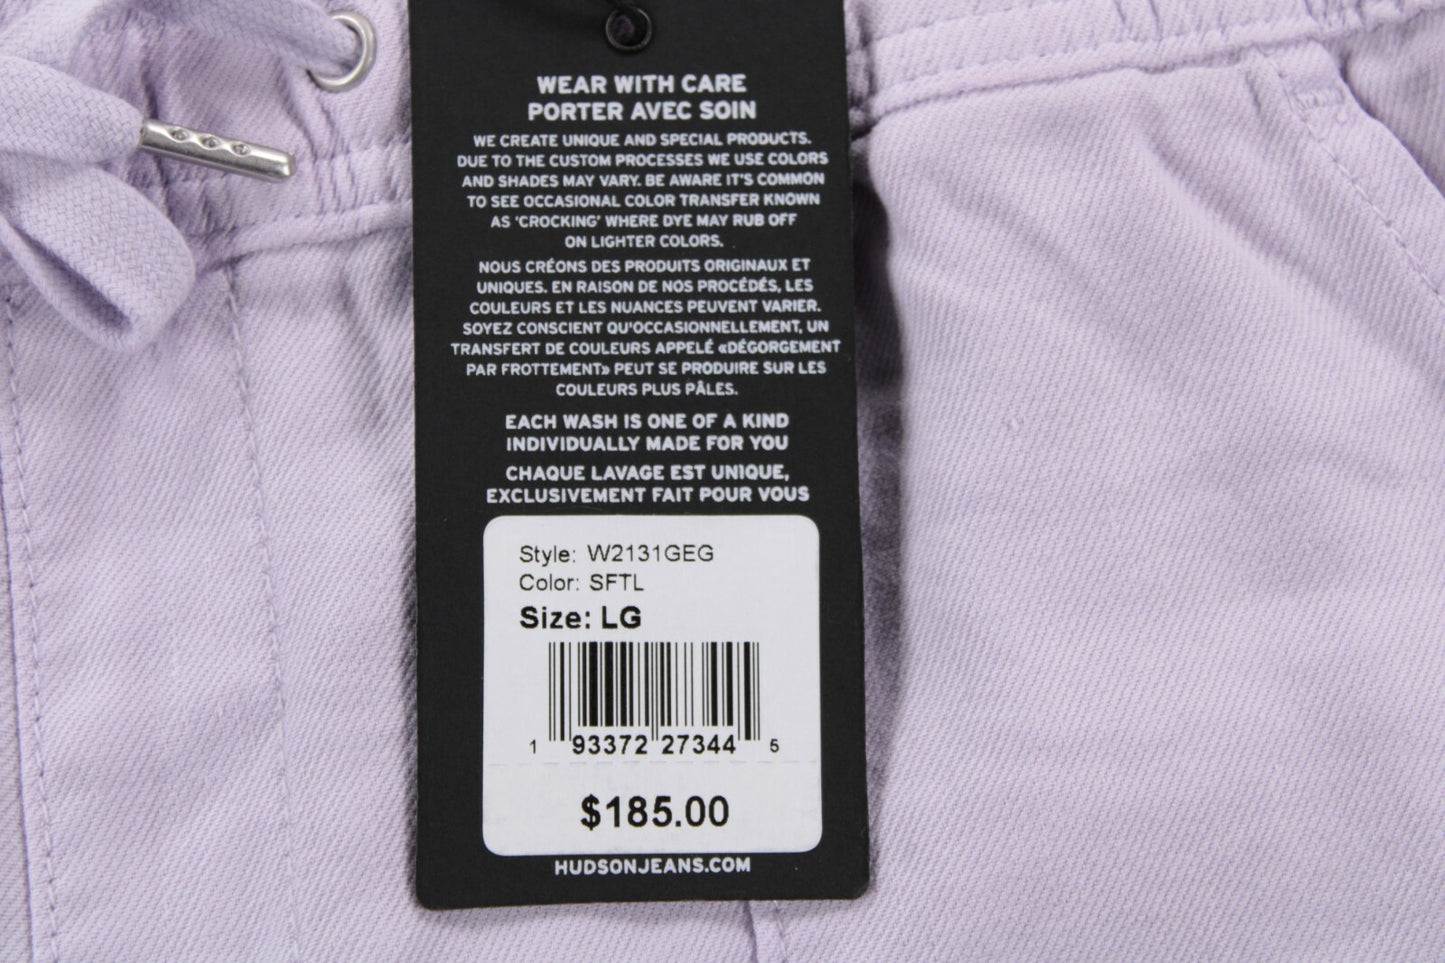 WEAR WITH CARE
PORTER AVEC SOIN
WE CREATE UNIQUE AND SPECIAL PRODUCTS.
DUE TO THE CUSTOM PROCESSES WE USE COLORS
AND SHADES MAY VARY. BE AWARE IT'S COMMON
TO SEE OCCASIONAL COLOR TRANSFER KNOWN
AS 'CROCKING' WHERE DYE MAY RUB OFF
ON LIGHTER COLORS.
NOUS CRÉONS DES PRODUITS ORIGINAUX ET
UNIQUES. EN RAISON DE NOS PROCÉDÉS, LES
COULEURS ET LES NUANCES PEUVENT VARIER.
SOYEZ CONSCIENT QU'OCCASIONNELLEMENT, UN
TRANSFERT DE COULEURS APPELÉ «DÉGORGEMENT
PAR FROTTEMENT» PEUT SE PRODUIRE SUR LES
COULEURS PLUS PÂLES.
EACH WASH IS ONE OF A KIND
INDIVIDUALLY MADE FOR YOU
CHAQUE LAVAGE EST UNIQUE,
EXCLUSIVEMENT FAIT POUR VOUS
Style: W2131GEG
Color: SFTL
Size: LG
1 93372 27344 5
$185.00
HUDSONJEANS.COM